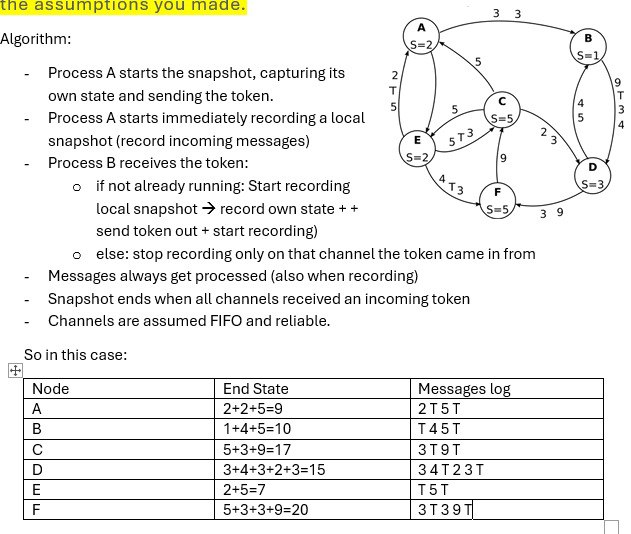 the assumptions you made.
Algorithm:
- Process A starts the snapshot, capturing its
own state and sending the token.
- Process A starts immediately recording a local
snapshot (record incoming messages)
- Process B receives the token:
o if not already running: Start recording
local snapshot → record own state + +
send token out + start recording)
o else: stop recording only on that channel the token came in from
- Messages always get processed (also when recording)
- Snapshot ends when all channels received an incoming token
- Channels are assumed FIFO and reliable.
So in this case:
Node End State Messages log
A 2+2+5=9 2 T 5 T
B 1+4+5=10 T 4 5 T
C 5+3+9=17 3 T 9 T
D 3+4+3+2+3=15 3 4 T 2 3 T
E 2+5=7 T 5 T
F 5+3+3+9=20 3 T 3 9 T
3 3
A
S=2
B
S=1
5
2
T
5
9
T
3
4
C
S=5
5
4
5
5 T 3
2 3
E
S=2
9
D
S=3
4 T 3
F
S=5
3 9